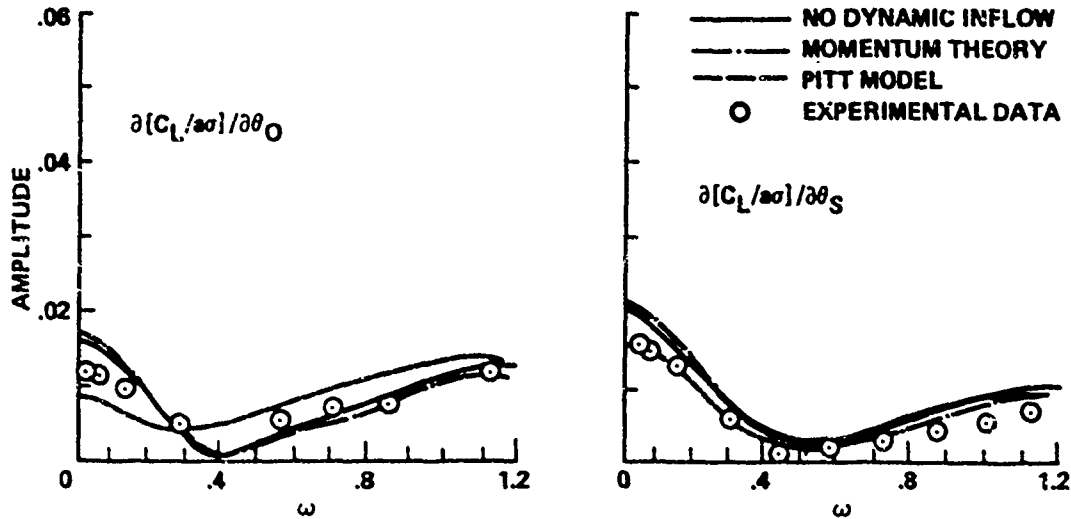 .06
.04
.02
AMPLITUDE
∂[C_L/aσ]/∂θ_O
0
.4
.8
1.2
ω
NO DYNAMIC INFLOW
MOMENTUM THEORY
PITT MODEL
EXPERIMENTAL DATA
∂[C_L/aσ]/∂θ_S
0
.4
.8
1.2
ω